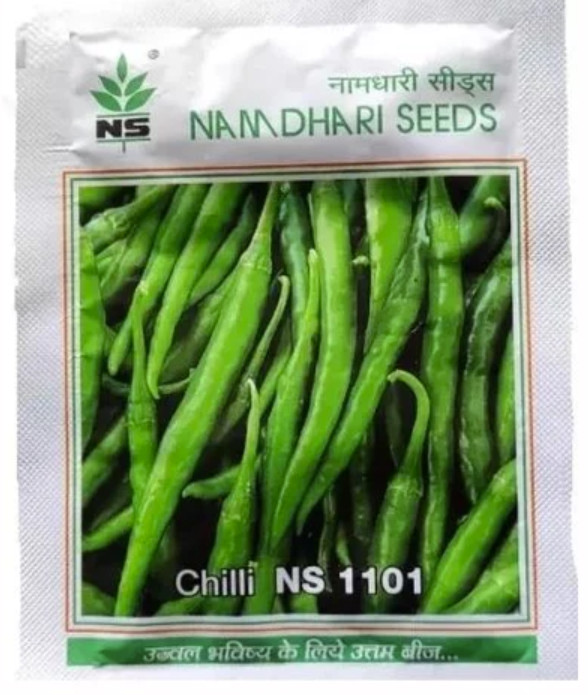 NS
®
नामधारी सीड्स
NAMDHARI SEEDS
Chilli NS 1101
उज्वल भविष्य के लिये उत्तम बीज...